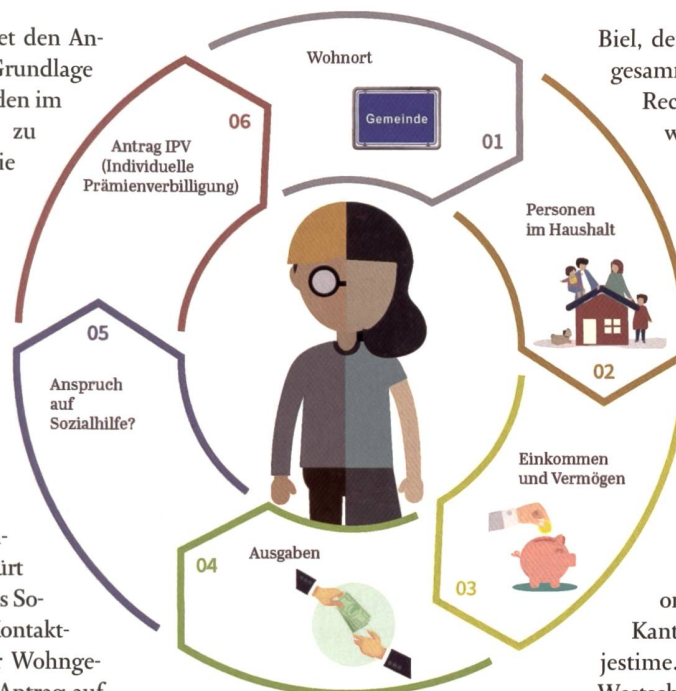 et den An-
Grundlage
den im
zu
ie
Wohnort
Gemeinde
01
Biel, de
gesamm
Rec
w
Personen
im Haushalt
02
Einkommen
und Vermögen
03
Ausgaben
04
05
Anspruch
auf
Sozialhilfe?
06
Antrag IPV
(Individuelle
Prämienverbilligung)
ürt
s So-
Kontakt-
r Wohnge-
or
Kant
jestime.